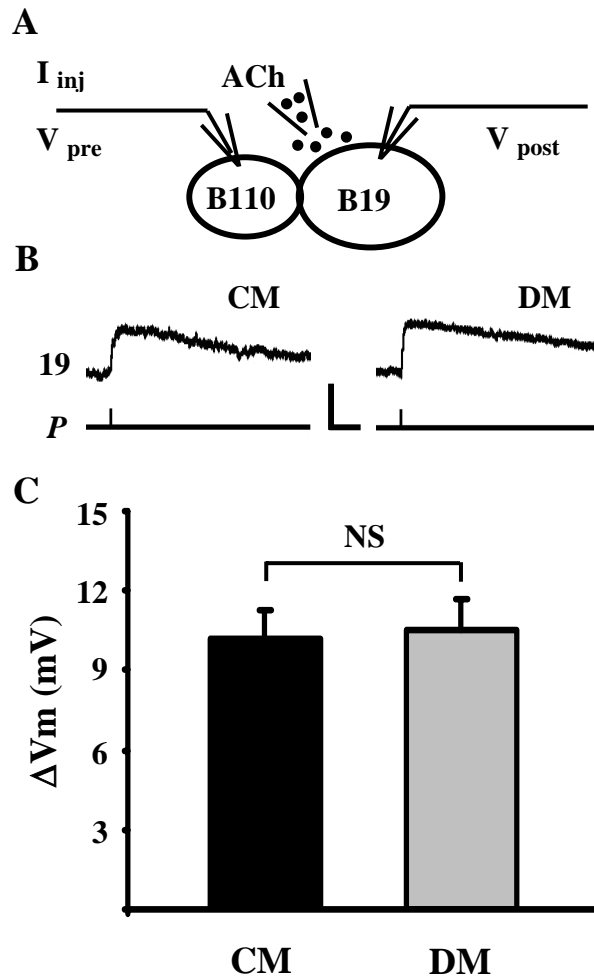 A
I inj
ACh
V pre
V post
B110
B19
B
CM
DM
19
P
C
15
NS
12
9
6
3
ΔVm (mV)
CM
DM